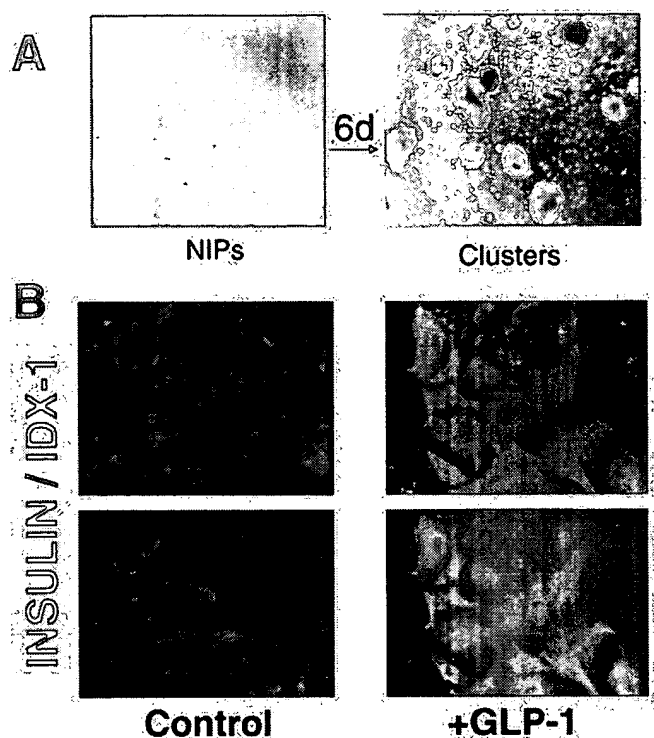 A
6d
NIPs
Clusters
B
INSULIN / IDX-1
Control
+GLP-1